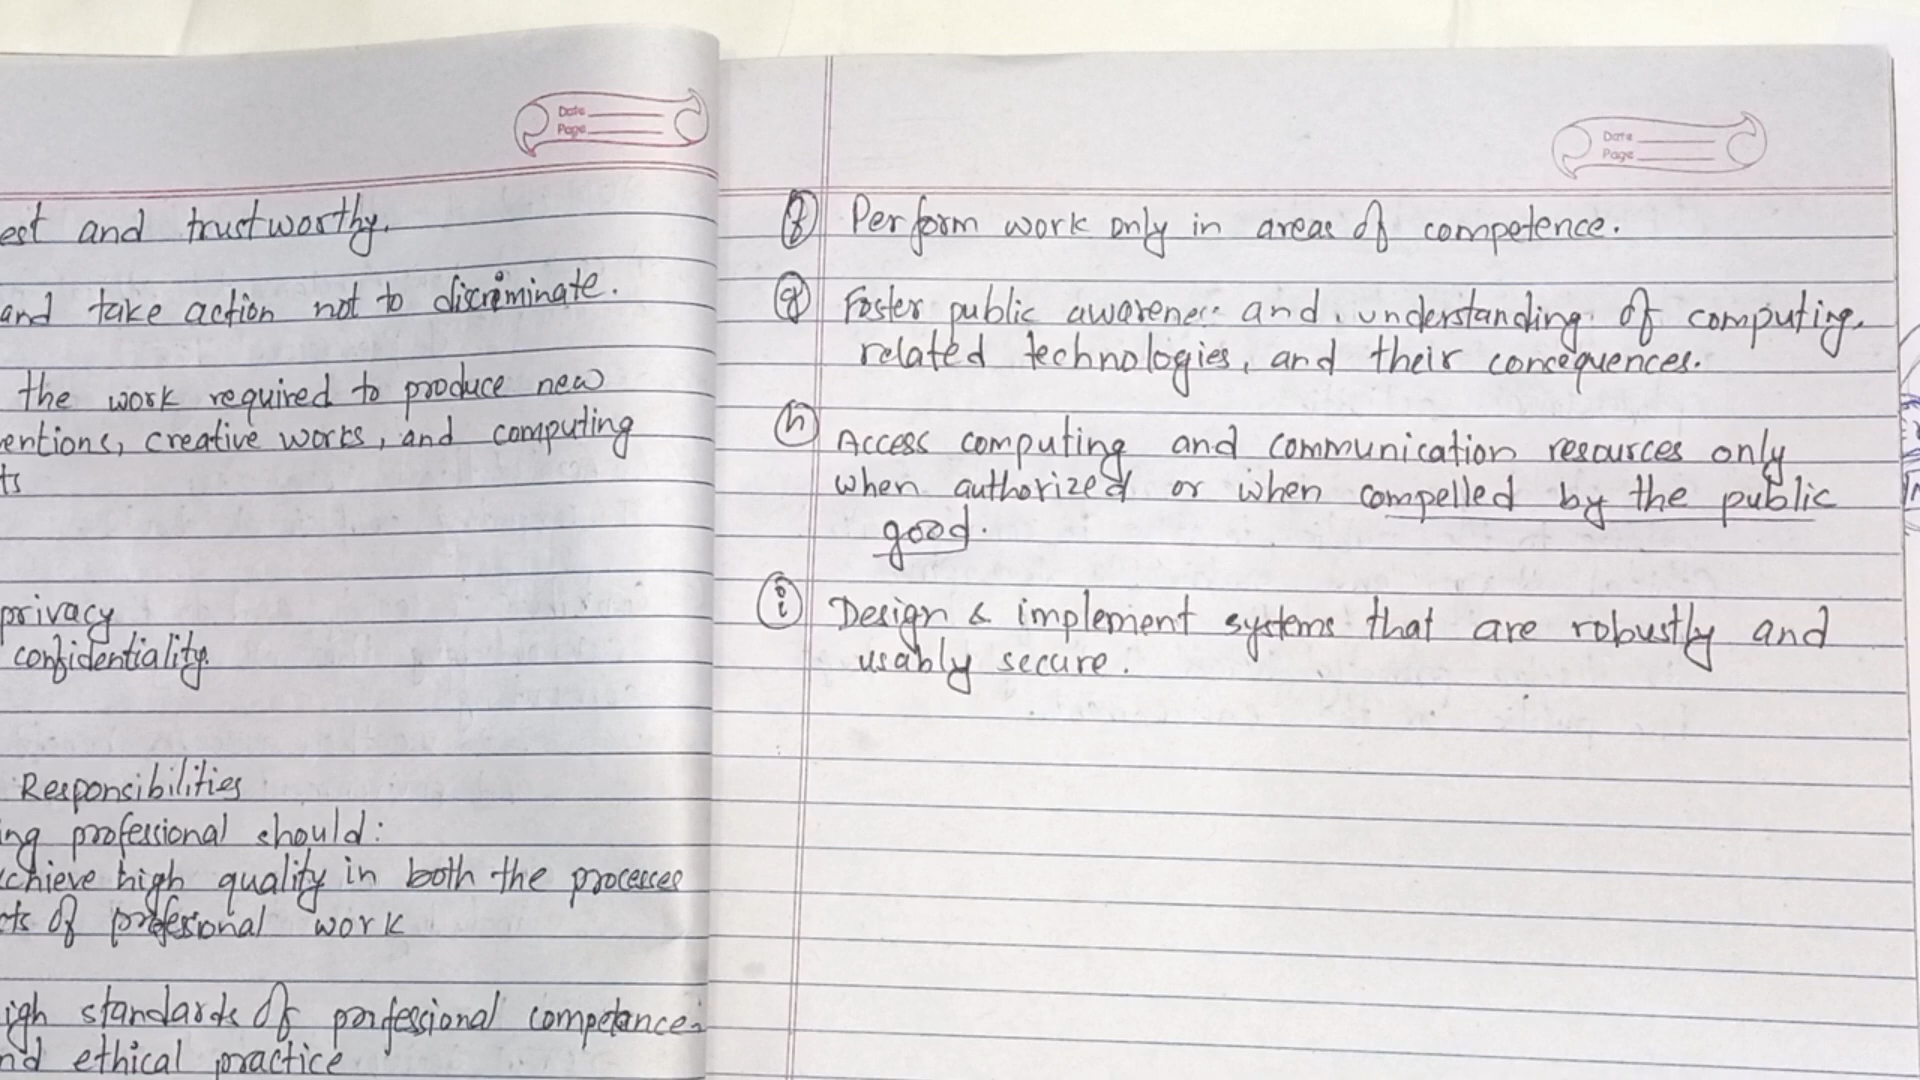 Date
Page
est and trustworthy.
and take action not to discriminate.
the work required to produce new
entions, creative works, and computing
ts
privacy
confidentiality.
Responsibilities
ing professional should:
chieve high quality in both the processes
cts of professional work
igh standards of professional competance
nd ethical practice
Date
Page
(f) Perform work only in areas of competence.
(g) Foster public awareness and understanding of computing,
related technologies, and their consequences.
(h) Access computing and communication resources only
when authorized or when compelled by the public
good.
(i) Design & implement systems that are robustly and
usably secure.